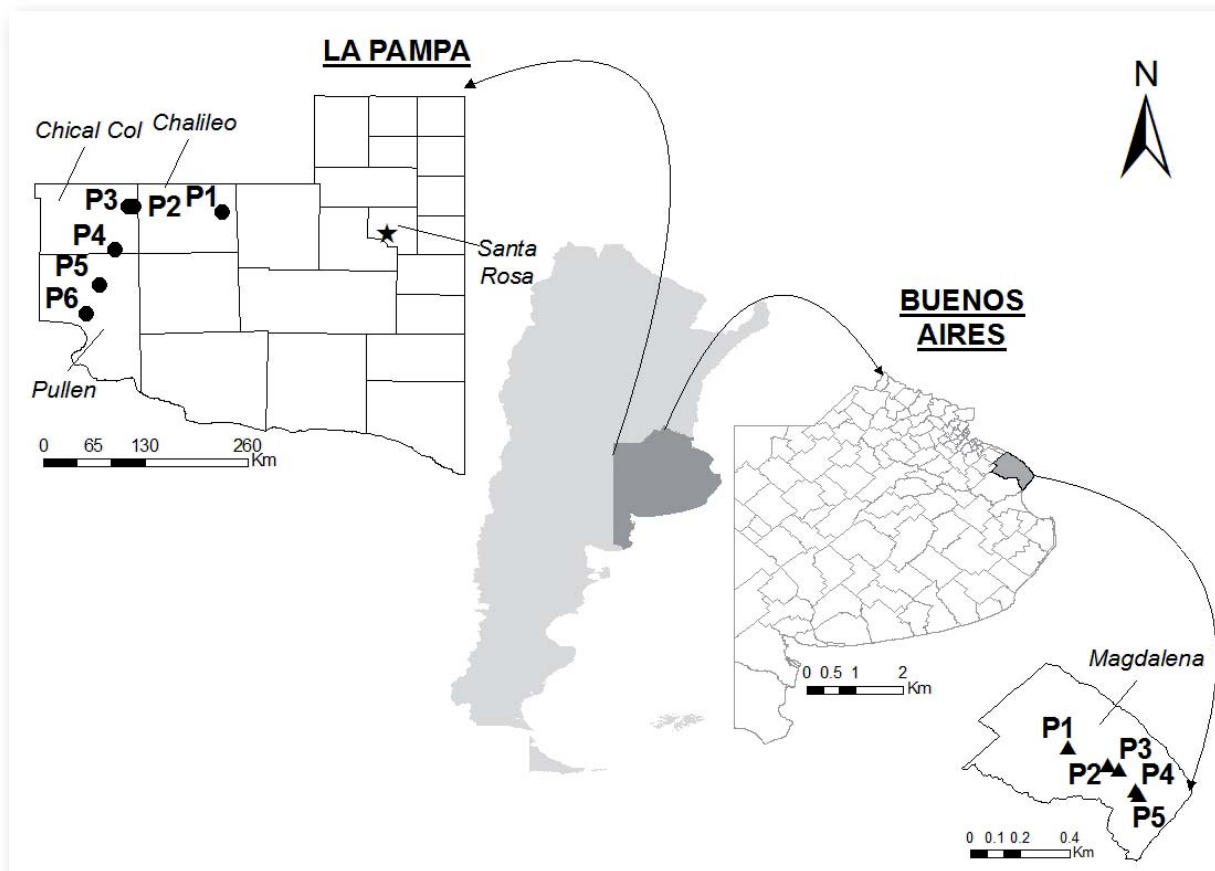 LA PAMPA
N
Chical Col
Chalileo
P3
P2
P1
P4
P5
P6
Santa
Rosa
Pullen
0 65 130 260
Km
BUENOS
AIRES
0 0.5 1 2
Km
Magdalena
P1
P2
P3
P4
P5
0 0.1 0.2 0.4
Km